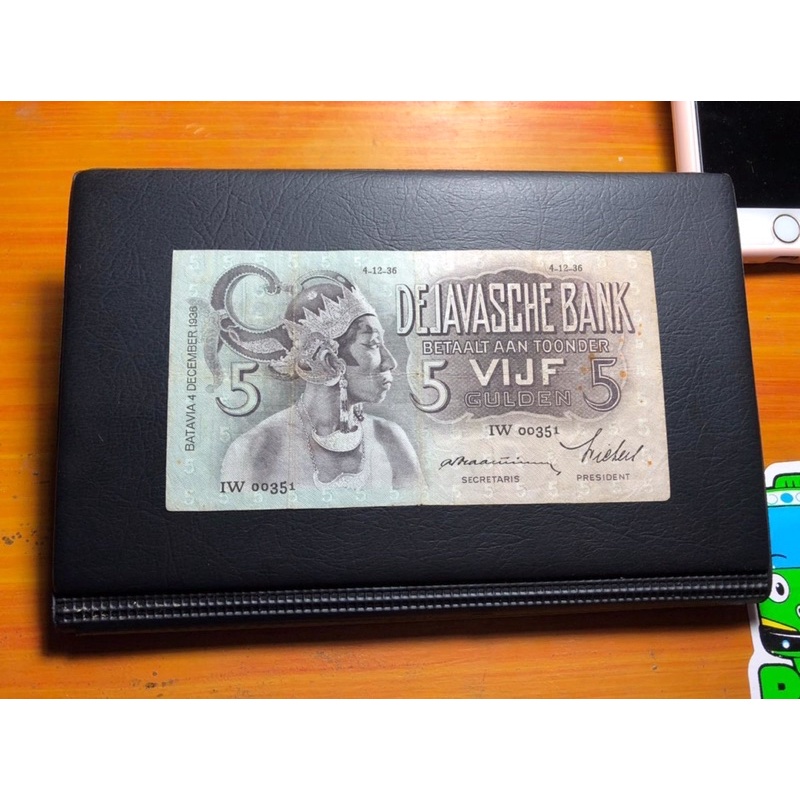 4-12-36
4-12-36
DE JAVASCHE BANK
BETAALT AAN TOONDER
5
5
VIJF
5
GULDEN
BATAVIA 4 DECEMBER 1936
IW 00351
IW 00351
SECRETARIS
PRESIDENT